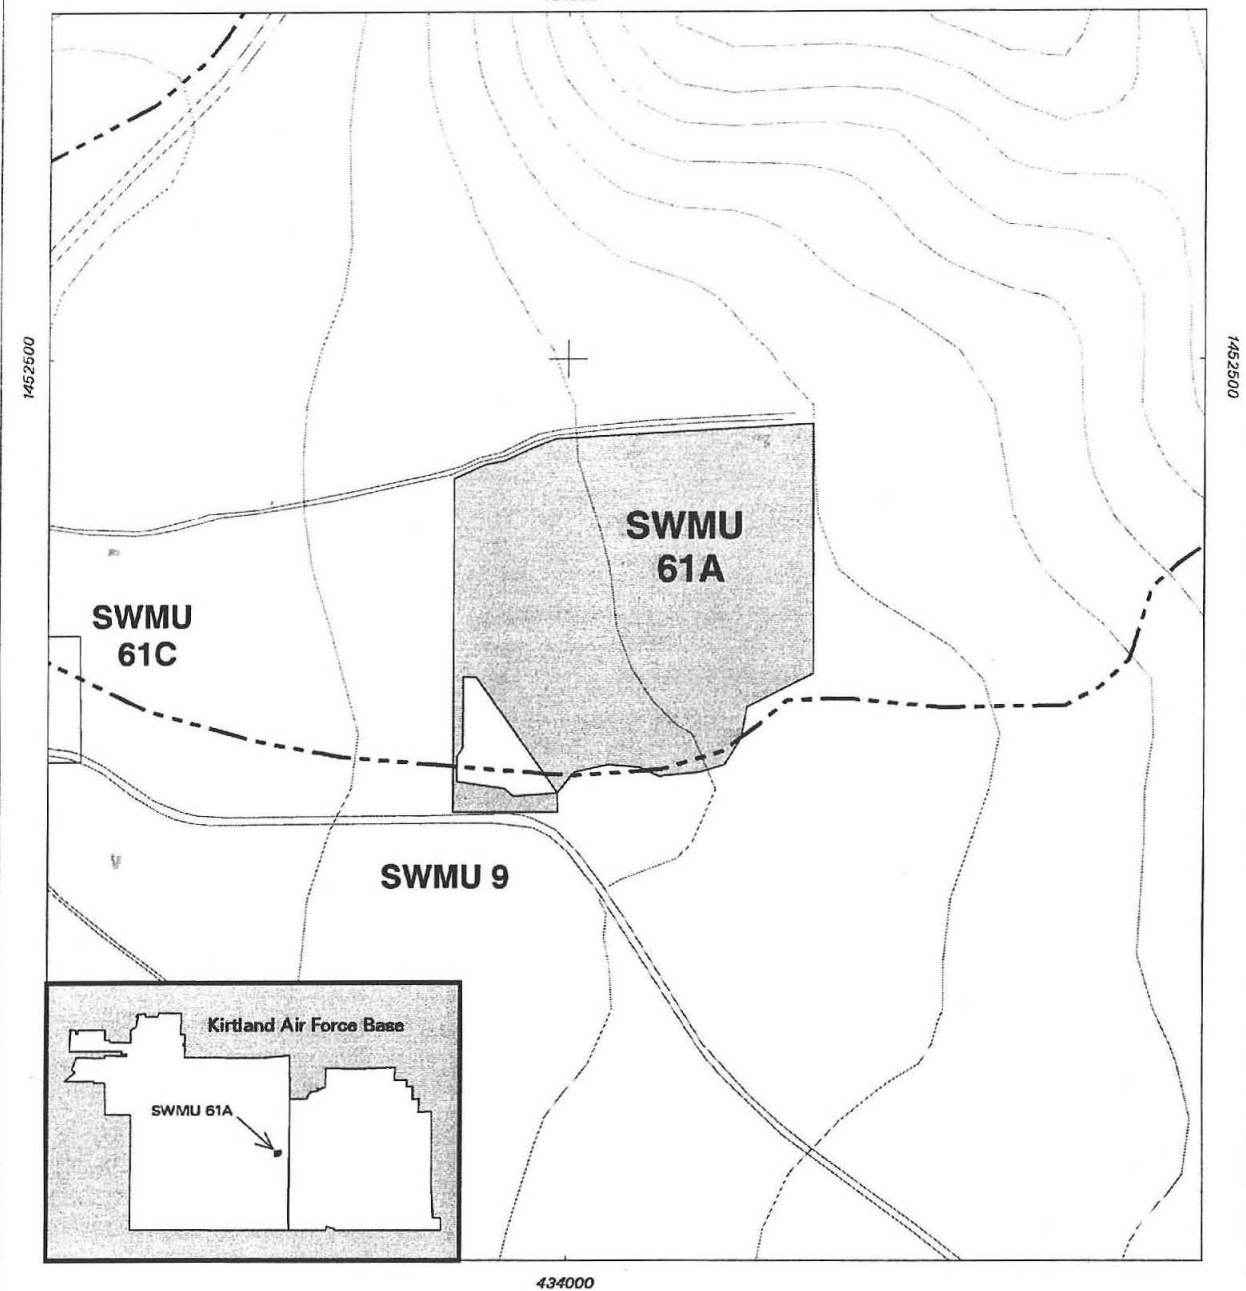 1452500
1452500
SWMU
61A
SWMU
61C
SWMU 9
Kirtland Air Force Base
SWMU 61A
434000